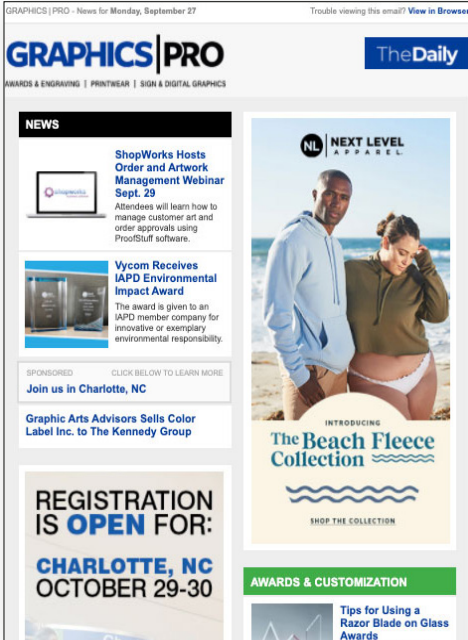 GRAPHICS | PRO - News for Monday, September 27
Trouble viewing this email? View in Browser
GRAPHICS|PRO
AWARDS & ENGRAVING | PRINTWEAR | SIGN & DIGITAL GRAPHICS
TheDaily
NEWS
shopworks
ShopWorks Hosts
Order and Artwork
Management Webinar
Sept. 29
Attendees will learn how to
manage customer art and
order approvals using
ProofStuff software.
Vycom Receives
IAPD Environmental
Impact Award
The award is given to an
IAPD member company for
innovative or exemplary
environmental responsibility.
SPONSORED
CLICK BELOW TO LEARN MORE
Join us in Charlotte, NC
Graphic Arts Advisors Sells Color
Label Inc. to The Kennedy Group
REGISTRATION
IS OPEN FOR:
CHARLOTTE, NC
OCTOBER 29-30
NL NEXT LEVEL
APPAREL.
INTRODUCING
The Beach Fleece
Collection
SHOP THE COLLECTION
AWARDS & CUSTOMIZATION
Tips for Using a
Razor Blade on Glass
Awards